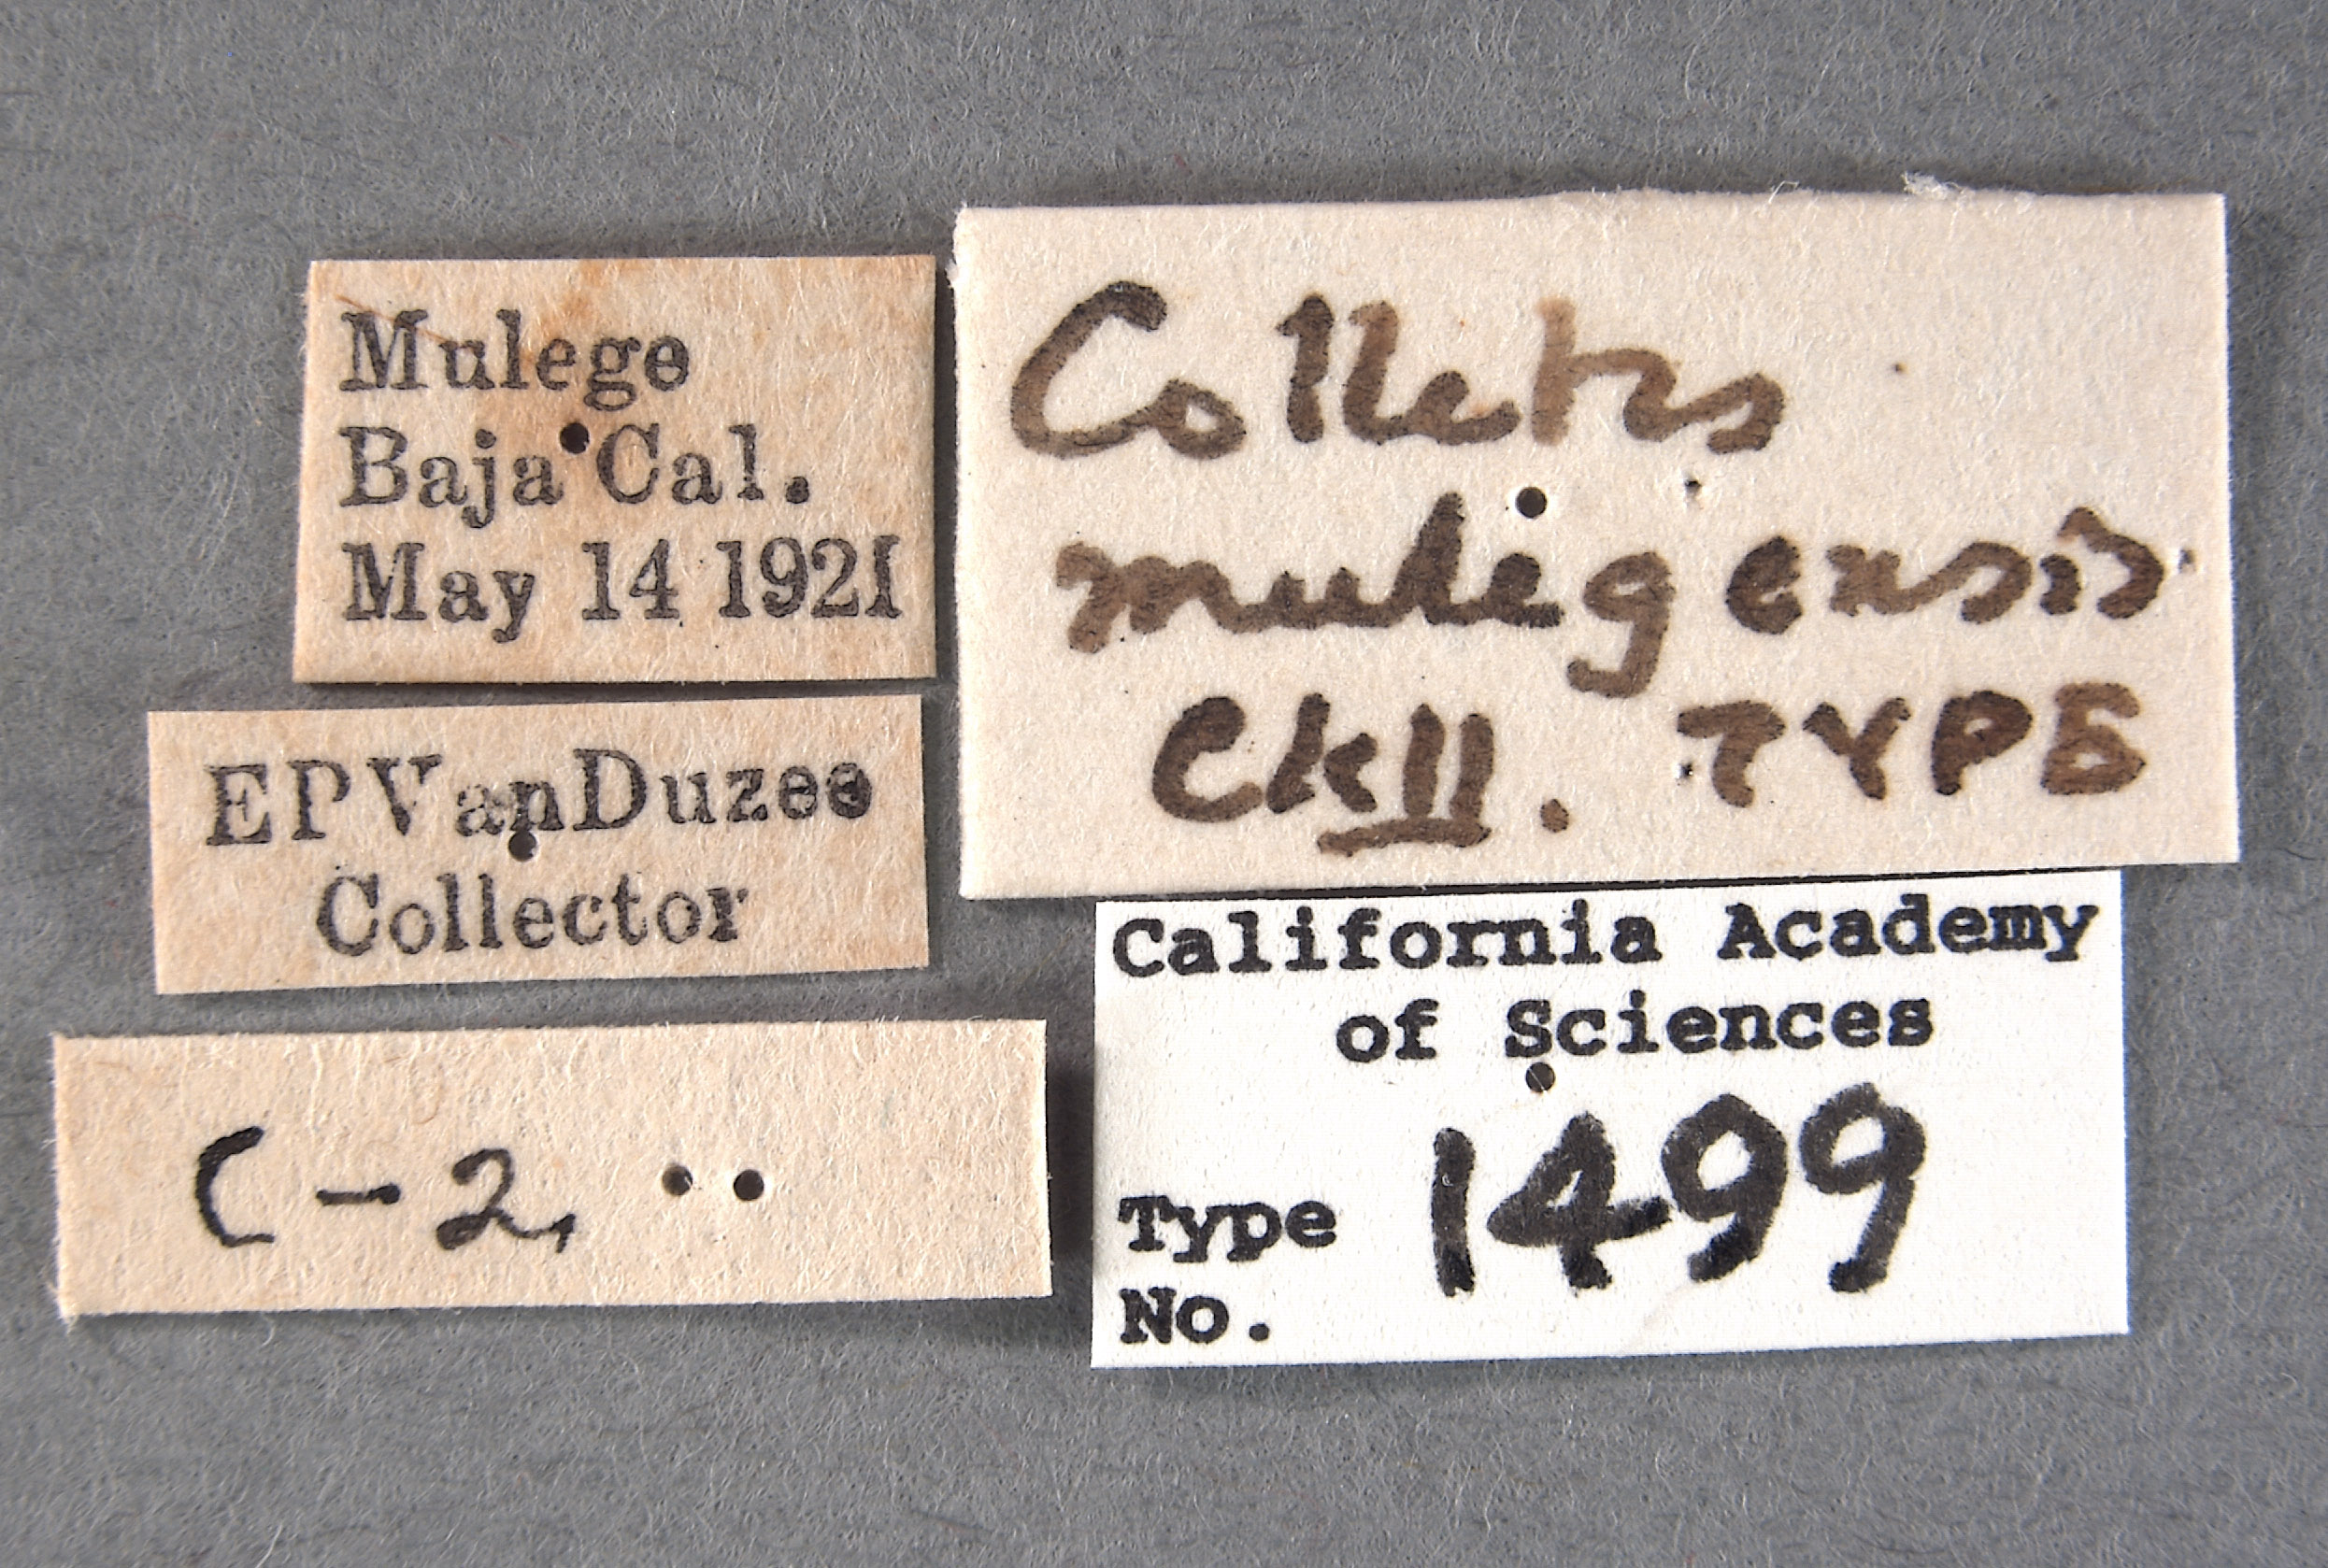 Mulege
Baja Cal.
May 14 1921
EPVanDuzee
Collector
C-2,
Colletes
mulegensis
Ckll. TYPE
California Academy
of Sciences
Type
No. 1499